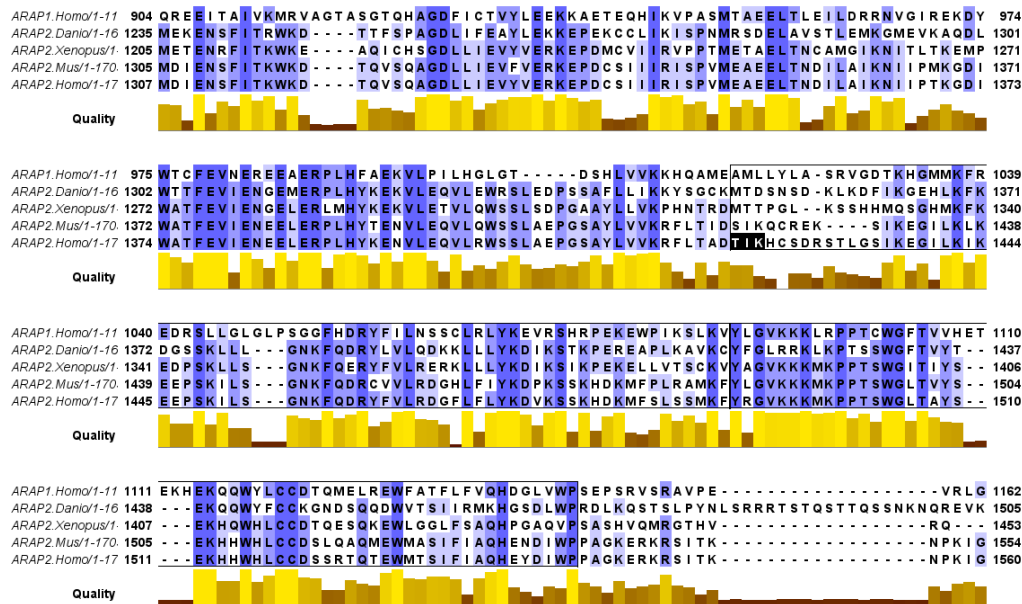 ARAP1.Homo/1-11 904 QREEITAIVKMRVAGTASGTQHAGDFICTVYLEEKKAETEQHIKVPASMTAEELTLEILDRRNVGIREKDY 974
ARAP2.Danio/1-16 1235 MEKENSFITRWKD----TTFSPAGDLIFEAYLEKKEPEKCCLIKISPNMRSDELAVSTLEMKGMEVKAQDL 1301
ARAP2.Xenopus/1- 1205 METENSFITKWKE----AQICHSGDLLIEVYVERKEPDCSVIIRVPPTMETAELTNCAMGIKNITLTKEMP 1271
ARAP2.Mus/1-170 1305 MDIENSFITKWKD----TQVSQAGDLLIEVFVERKEPDCSIIIRISPVMEAEELTNDILAIKNIIPMKGDI 1371
ARAP2.Homo/1-17 1307 MDIENSFITKWKD----TQVSQAGDLLIEVYVERKEPDCSIIIRISPVMEAEELTNDILAIKNIIPTKGDI 1373
Quality
ARAP1.Homo/1-11 975 WTCFEVNEREEAERPLHFAEKVLPILHGLGT----DSHLVVKKHQAMEAMLLYLA-SRVGDTKHGMMKFR 1039
ARAP2.Danio/1-16 1302 WTTFEVIENGEMERPLHYKEKVLEQVLEWRSLEDPSSAFLLIKKYSGCKMTDSNSD-KLKDFIKGEHLKFK 1371
ARAP2.Xenopus/1- 1272 WATFEVIENGELERLMHYKEKVLETVLQWSSLSDPGAAYLLVKPHNTRDMTTPGL-KSSHHMQSGHMKFK 1340
ARAP2.Mus/1-170 1372 WATFEVIENEELERPLHYTENVLEQVLRWSSLAEPGSAYLVVKRFLTIDSIKQCREK----SIKEGILKIK 1438
ARAP2.Homo/1-17 1374 WATFEVIENEELERPLHYKENVLEQVLRWSSLAEPGSAYLVVKRFLTADTIKHCSDRSTLGSIKEGILKIK 1444
Quality
ARAP1.Homo/1-11 1040 EDRSLLGLGLPSGGFHDRYFILNSSCLRLYKEVRSHRPEKEWPIKSLKVYLGVKKKLRPPTCWGFTVVHET 1110
ARAP2.Danio/1-16 1372 DGSSKLLL---GNKFQDRYLVLQDKKLLLYKDIKSTKPEREAPLKAVKCYFGLRRKLKPTSSWGFTVYT-- 1437
ARAP2.Xenopus/1- 1341 EDPSKLLS---GNKFQERYFVLRERKLLLYKDIKSIKPEKELLVTSCKVYAGVKKKMKPPTSWGITIYS-- 1406
ARAP2.Mus/1-170 1439 EEPSKILS---GNKFQDRCVVLRDGHLFIYKDPKSSKHDKMFPLRAMKFYLGVKKKMKPPTSWGLTVYS-- 1504
ARAP2.Homo/1-17 1445 EEPSKILS---GNKFQDRYFVLRDGFLFLYKDVKSSKHDKMFSLSSMKFYRGVKKKMKPPTSWGLTAYS-- 1510
Quality
ARAP1.Homo/1-11 1111 EKHEKQQWYLCCDTQMELREWFATFLFVQHDGLVWPSEPSRVSRAVPE-------------------VRLG 1162
ARAP2.Danio/1-16 1438 ---EKQQWYLCCKGNDSQQDWVTSIIRMKHGSDLWPRDLKQSTSLPYNLSRRRTSTQSTTQSSNKNQREVK 1505
ARAP2.Xenopus/1- 1407 ---EKHQWHLCCDTQESQKEWLGGLFSAQHPGAQVPSASHVQMRGTHV------------------RQ-- 1453
ARAP2.Mus/1-170 1505 ---EKHHWHLCCDSLQAQMEWMASIFIAQHENDIWPPAGKERKRSITK------------------NPKIG 1554
ARAP2.Homo/1-17 1511 ---EKHHWHLCCDSSRTQTEWMTSIFIAQHEYDIWPPAGKERKRSITK------------------NPKIG 1560
Quality